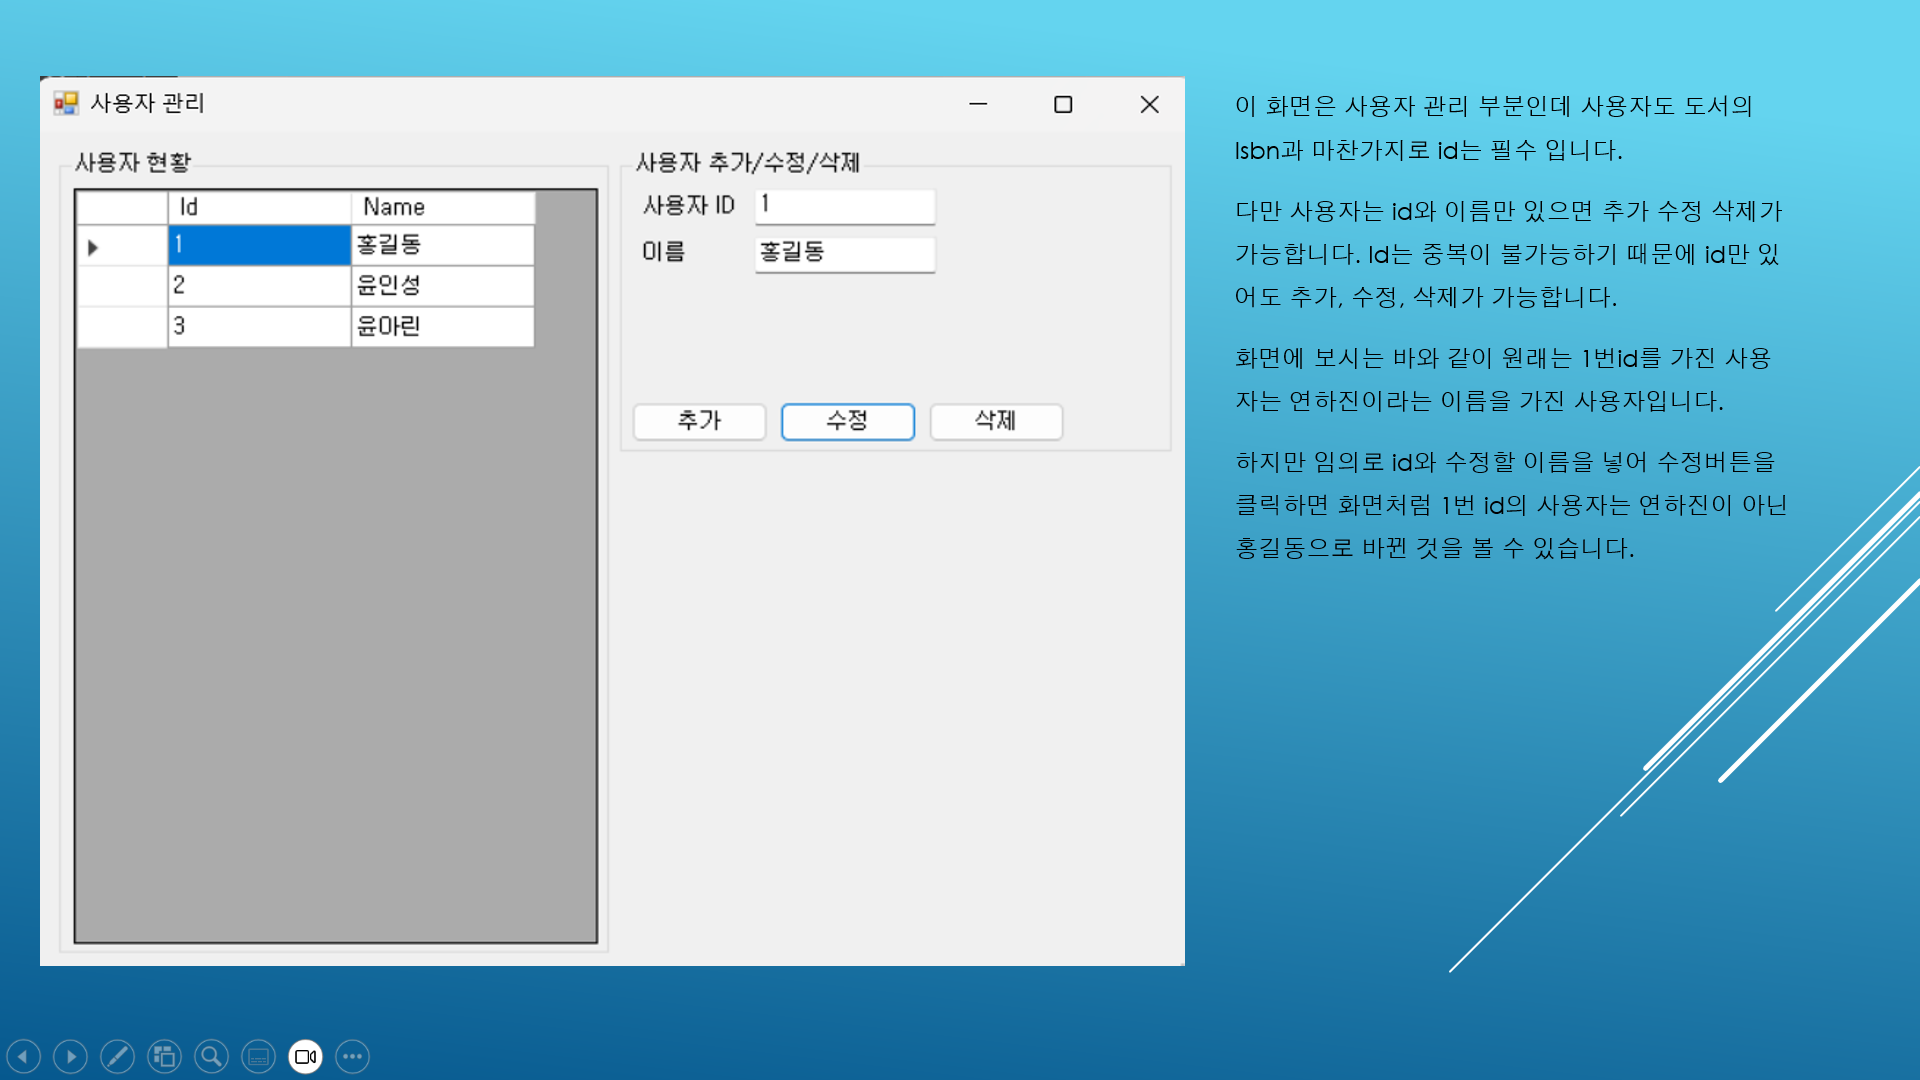 사용자 관리
사용자 현황
Id Name
1 홍길동
2 윤인성
3 윤아린
사용자 추가/수정/삭제
사용자 ID 1
이름 홍길동
추가 수정 삭제
이 화면은 사용자 관리 부분인데 사용자도 도서의
Isbn과 마찬가지로 id는 필수 입니다.
다만 사용자는 id와 이름만 있으면 추가 수정 삭제가
가능합니다. Id는 중복이 불가능하기 때문에 id만 있
어도 추가, 수정, 삭제가 가능합니다.
화면에 보시는 바와 같이 원래는 1번id를 가진 사용
자는 연하진이라는 이름을 가진 사용자입니다.
하지만 임의로 id와 수정할 이름을 넣어 수정버튼을
클릭하면 화면처럼 1번 id의 사용자는 연하진이 아닌
홍길동으로 바뀐 것을 볼 수 있습니다.